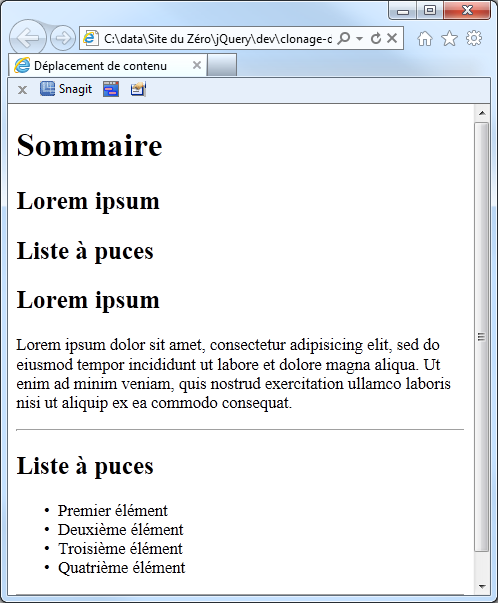 C:\data\Site du Zéro\jQuery\dev\clonage-c
Déplacement de contenu
Snagit
Sommaire
Lorem ipsum
Liste à puces
Lorem ipsum
Lorem ipsum dolor sit amet, consectetur adipisicing elit, sed do
eiusmod tempor incididunt ut labore et dolore magna aliqua. Ut
enim ad minim veniam, quis nostrud exercitation ullamco laboris
nisi ut aliquip ex ea commodo consequat.
Liste à puces
• Premier élément
• Deuxième élément
• Troisième élément
• Quatrième élément